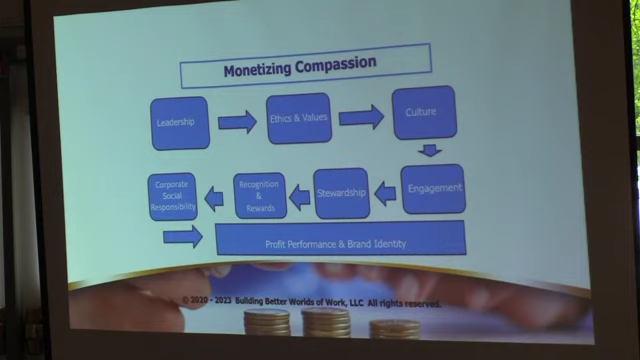 Monetizing Compassion
Leadership
Ethics & Values
Culture
Engagement
Stewardship
Recognition
&
Rewards
Corporate
Social
Responsibility
Profit Performance & Brand Identity
© 2020 - 2023 Building Better Worlds of Work, LLC All rights reserved.